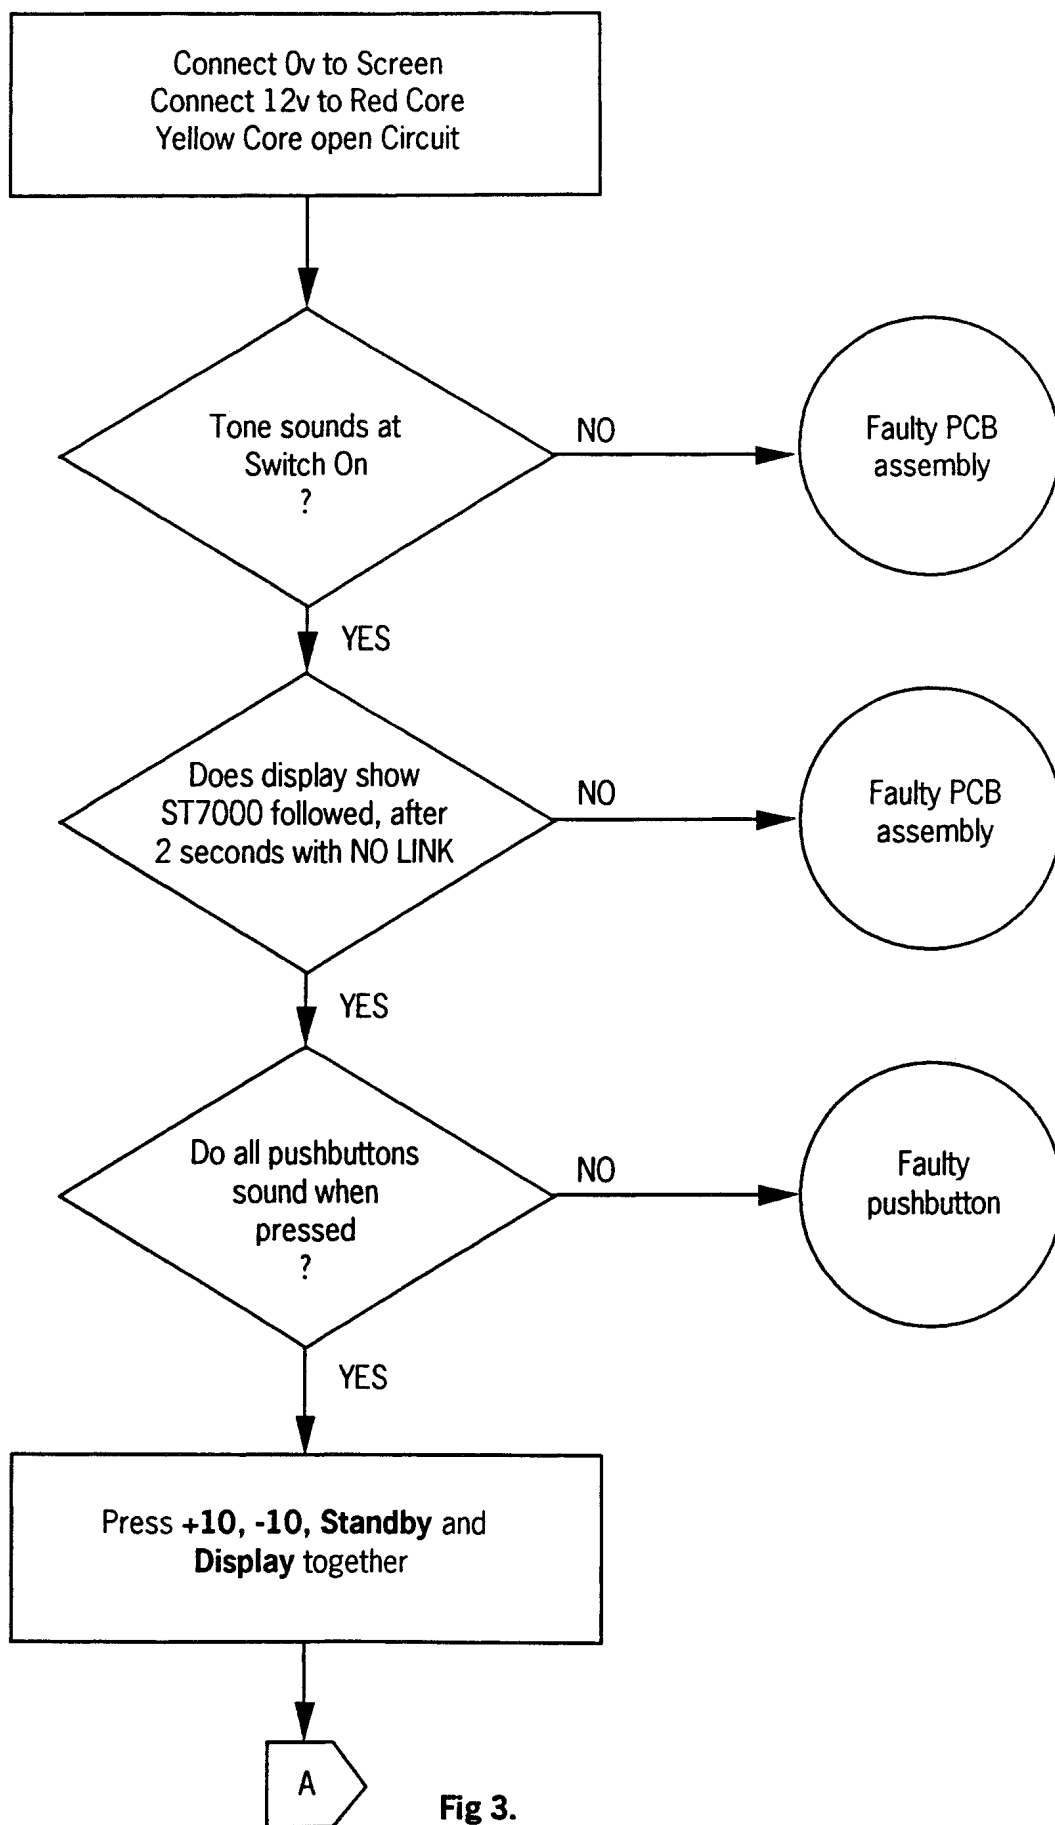 Connect 0v to Screen
Connect 12v to Red Core
Yellow Core open Circuit
Tone sounds at
Switch On
?
NO
Faulty PCB
assembly
YES
Does display show
ST7000 followed, after
2 seconds with NO LINK
NO
Faulty PCB
assembly
YES
Do all pushbuttons
sound when
pressed
?
NO
Faulty
pushbutton
YES
Press +10, -10, Standby and
Display together
A
Fig 3.